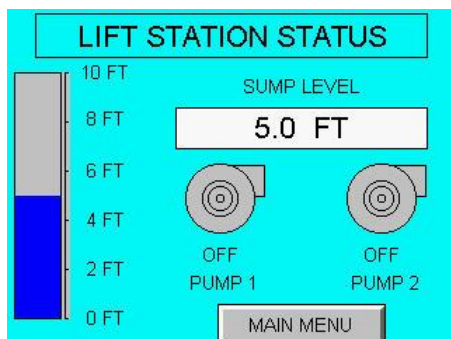 LIFT STATION STATUS
10 FT
8 FT
6 FT
4 FT
2 FT
0 FT
SUMP LEVEL
5.0 FT
OFF
PUMP 1
OFF
PUMP 2
MAIN MENU